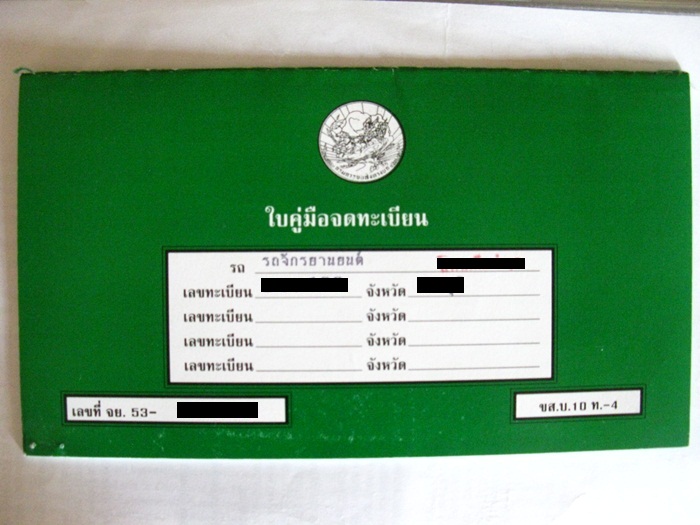 ใบคู่มือจดทะเบียน
รถ รถจักรยานยนต์
เลขทะเบียน จังหวัด
เลขทะเบียน จังหวัด
เลขทะเบียน จังหวัด
เลขทะเบียน จังหวัด
เลขที่ จย. 53-
ขส.บ.10 ท.-4